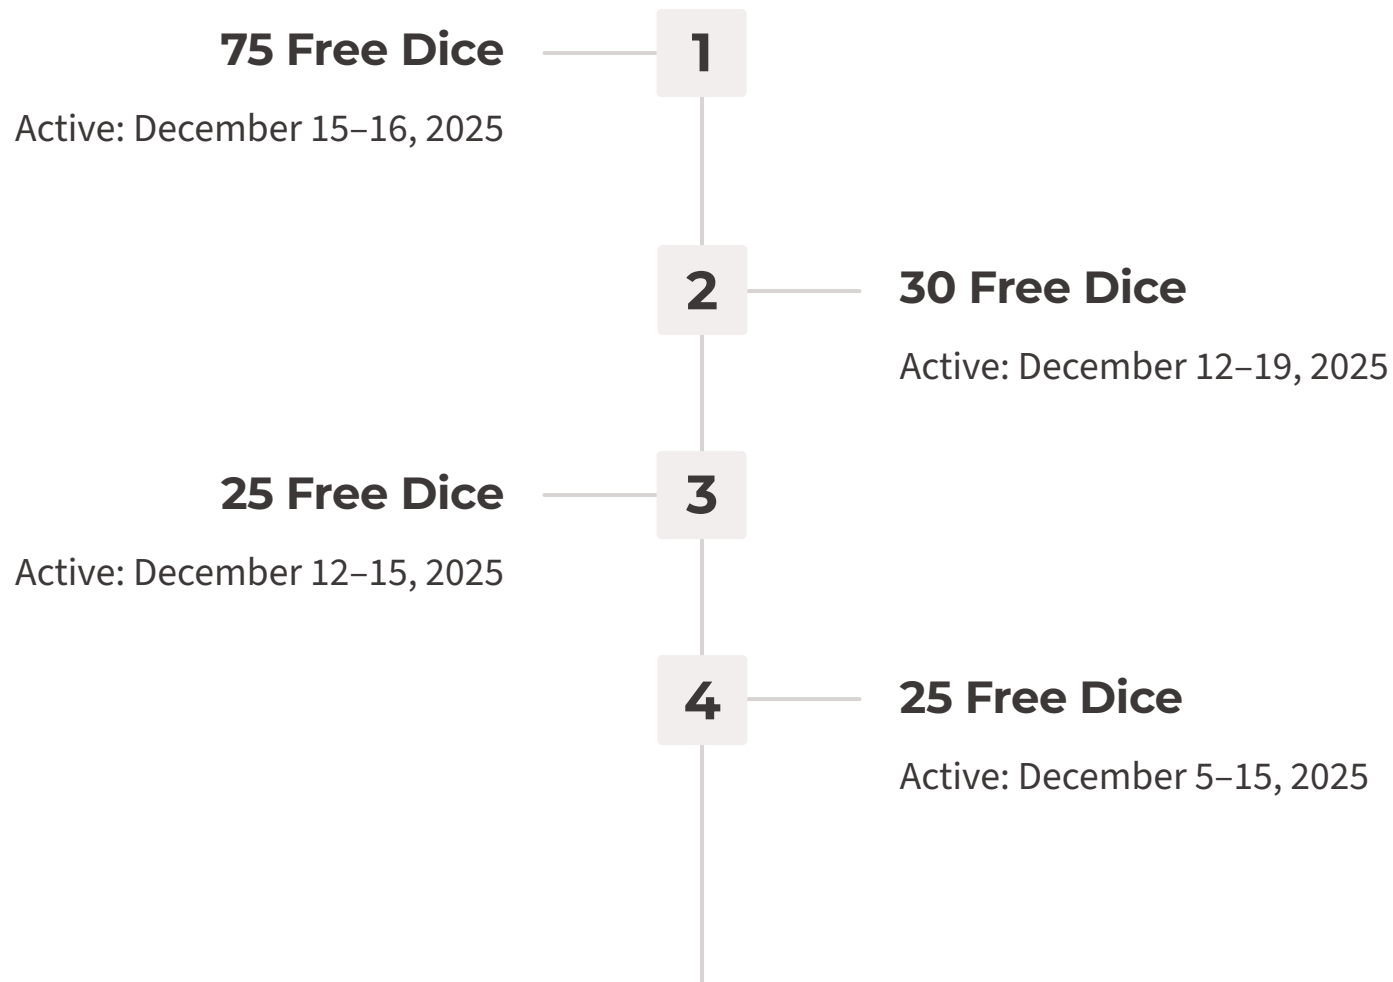 75 Free Dice
1
Active: December 15–16, 2025
2
30 Free Dice
Active: December 12–19, 2025
25 Free Dice
3
Active: December 12–15, 2025
4
25 Free Dice
Active: December 5–15, 2025